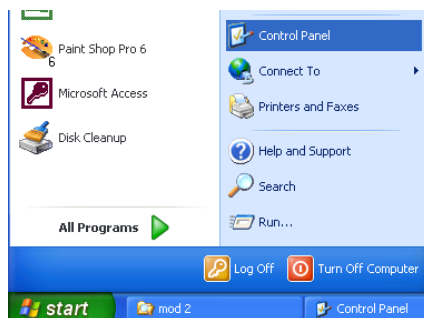 Paint Shop Pro 6
6
Microsoft Access
Disk Cleanup
All Programs
Control Panel
Connect To
Printers and Faxes
Help and Support
Search
Run...
Log Off
Turn Off Computer
start
mod 2
Control Panel